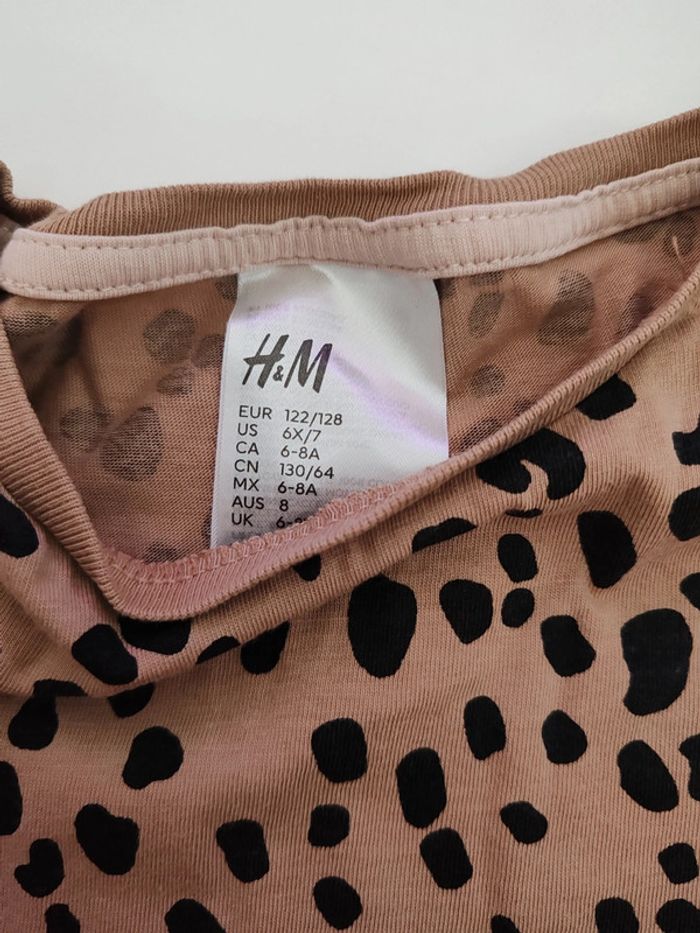 H&M
EUR 122/128
US 6X/7
CA 6-8A
CN 130/64
MX 6-8A
AUS 8
UK